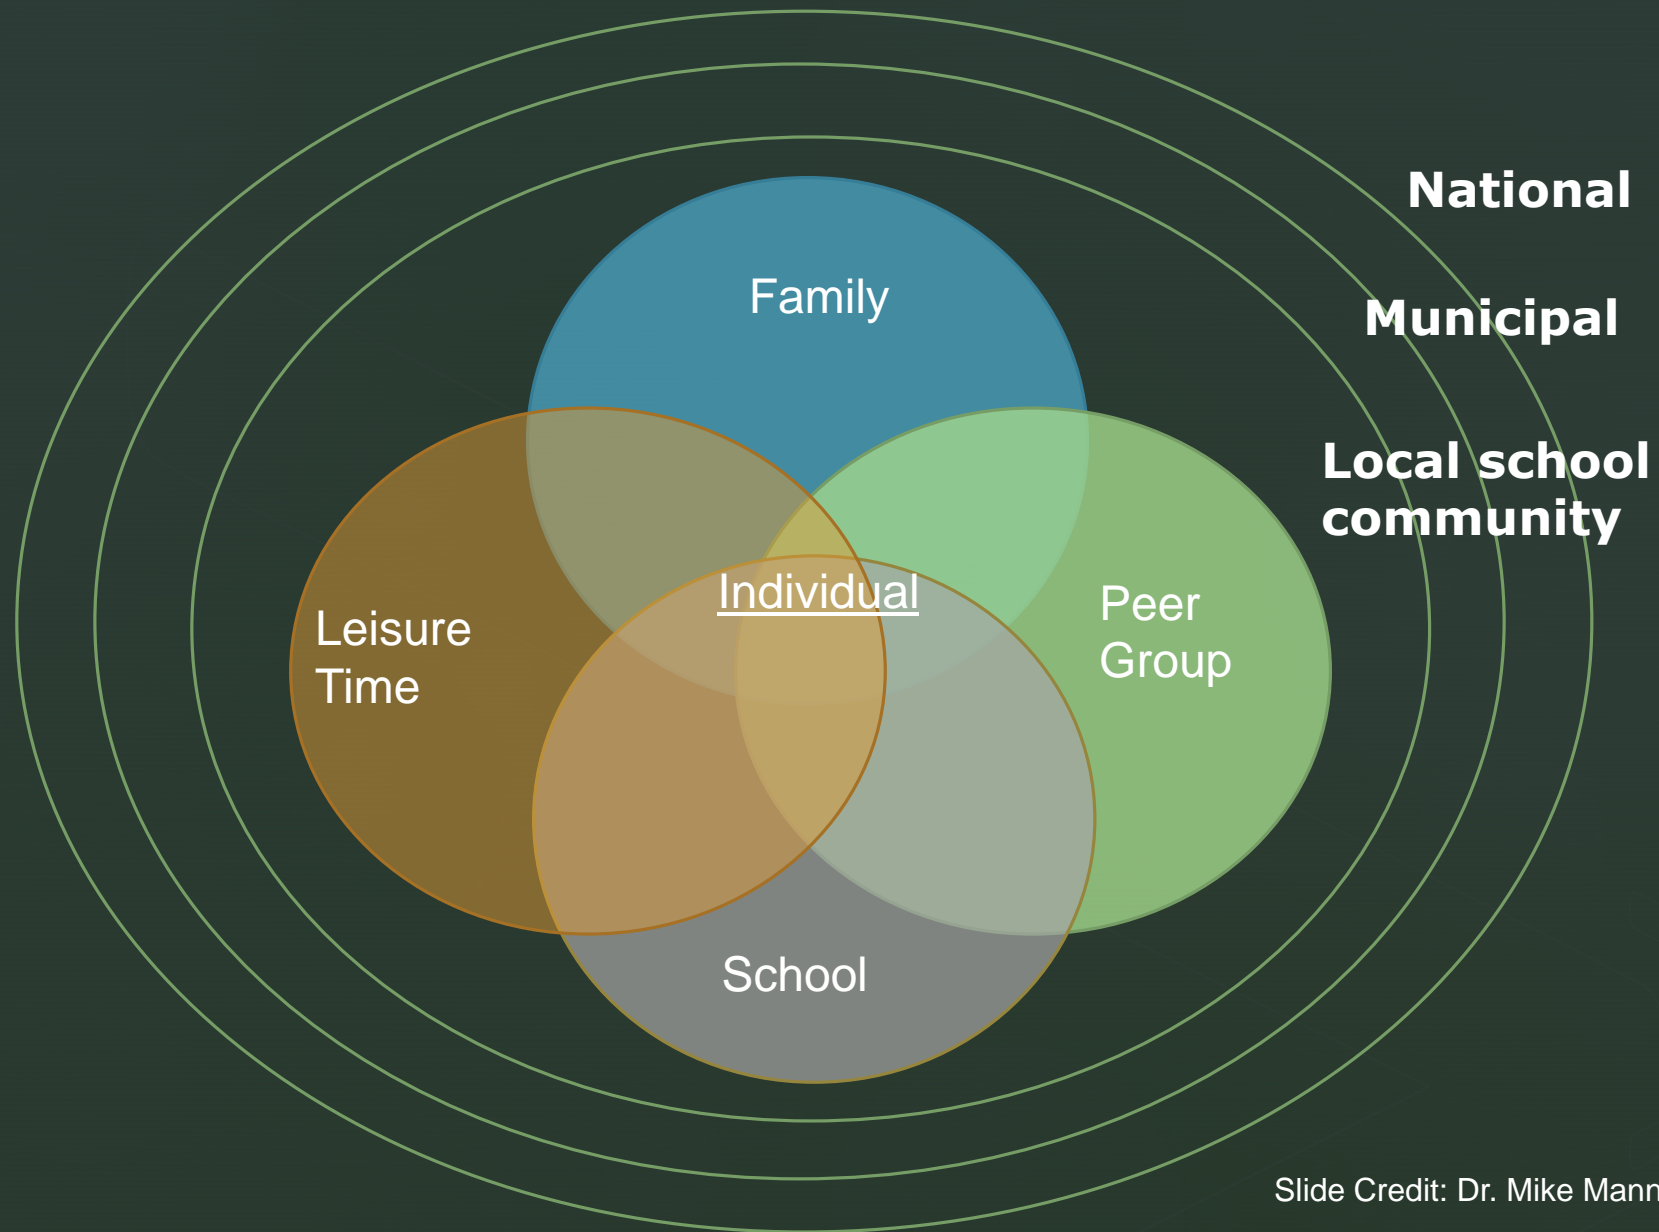 National
Family
Municipal
Local school
community
Individual
Leisure
Time
Peer
Group
School
Slide Credit: Dr. Mike Mann